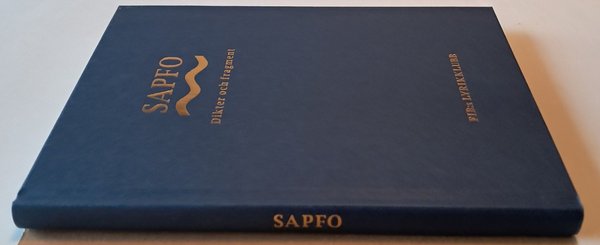 SAPFO
Dikter och fragment
FIB:s LYRIKKLUBB
SAPFO